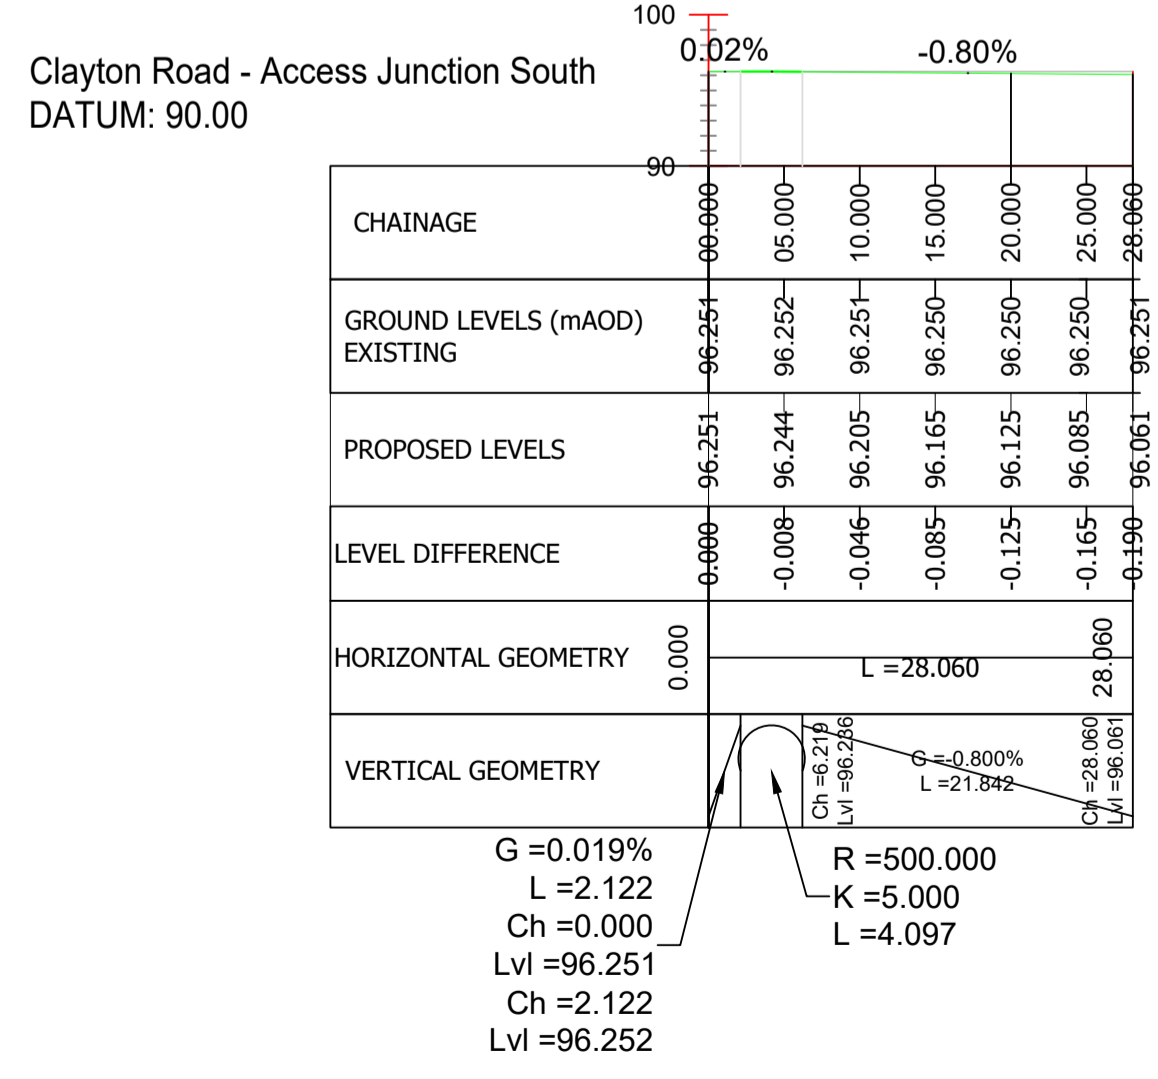 100
0.02%
-0.80%
Clayton Road - Access Junction South
DATUM: 90.00
90
CHAINAGE
00.000
05.000
10.000
15.000
20.000
25.000
28.060
GROUND LEVELS (mAOD)
EXISTING
96.251
96.252
96.251
96.250
96.250
96.250
96.251
PROPOSED LEVELS
96.251
96.244
96.205
96.165
96.125
96.085
96.061
LEVEL DIFFERENCE
0.000
-0.008
-0.046
-0.085
-0.125
-0.165
-0.190
HORIZONTAL GEOMETRY
0.000
L =28.060
28.060
VERTICAL GEOMETRY
Ch =6.219
Lvl =96.236
G =-0.800%
L =21.842
Ch =28.060
Lvl =96.061
G =0.019%
L =2.122
Ch =0.000
Lvl =96.251
Ch =2.122
Lvl =96.252
R =500.000
K =5.000
L =4.097